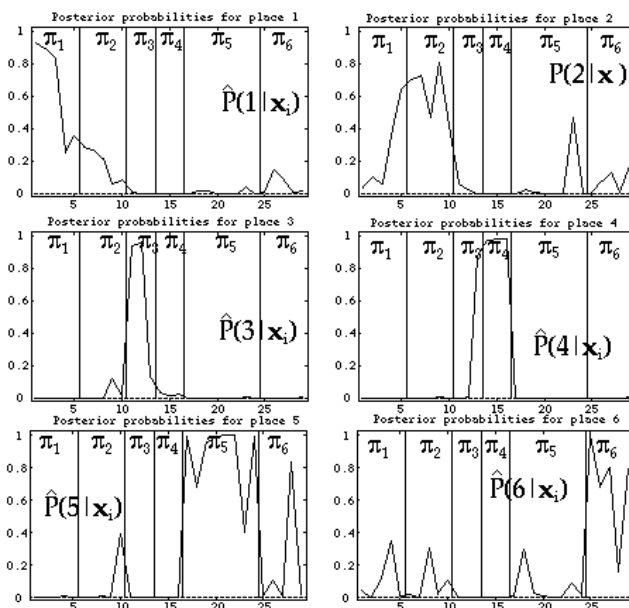 Posterior probabilities for place 1
1
0.8
0.6
0.4
0.2
0
π1 π2 π3 π4 π5 π6
P̂(1|xi)
5 10 15 20 25
Posterior probabilities for place 2
1
0.8
0.6
0.4
0.2
0
π1 π2 π3 π4 π5 π6
P(2|x)
5 10 15 20 25
Posterior probabilities for place 3
1
0.8
0.6
0.4
0.2
0
π1 π2 π3 π4 π5 π6
P̂(3|xi)
5 10 15 20 25
Posterior probabilities for place 4
1
0.8
0.6
0.4
0.2
0
π1 π2 π3 π4 π5 π6
P̂(4|xi)
5 10 15 20 25
Posterior probabilities for place 5
1
0.8
0.6
0.4
0.2
0
π1 π2 π3 π4 π5 π6
P̂(5|xi)
5 10 15 20 25
Posterior probabilities for place 6
1
0.8
0.6
0.4
0.2
0
π1 π2 π3 π4 π5 π6
P̂(6|xi)
5 10 15 20 25